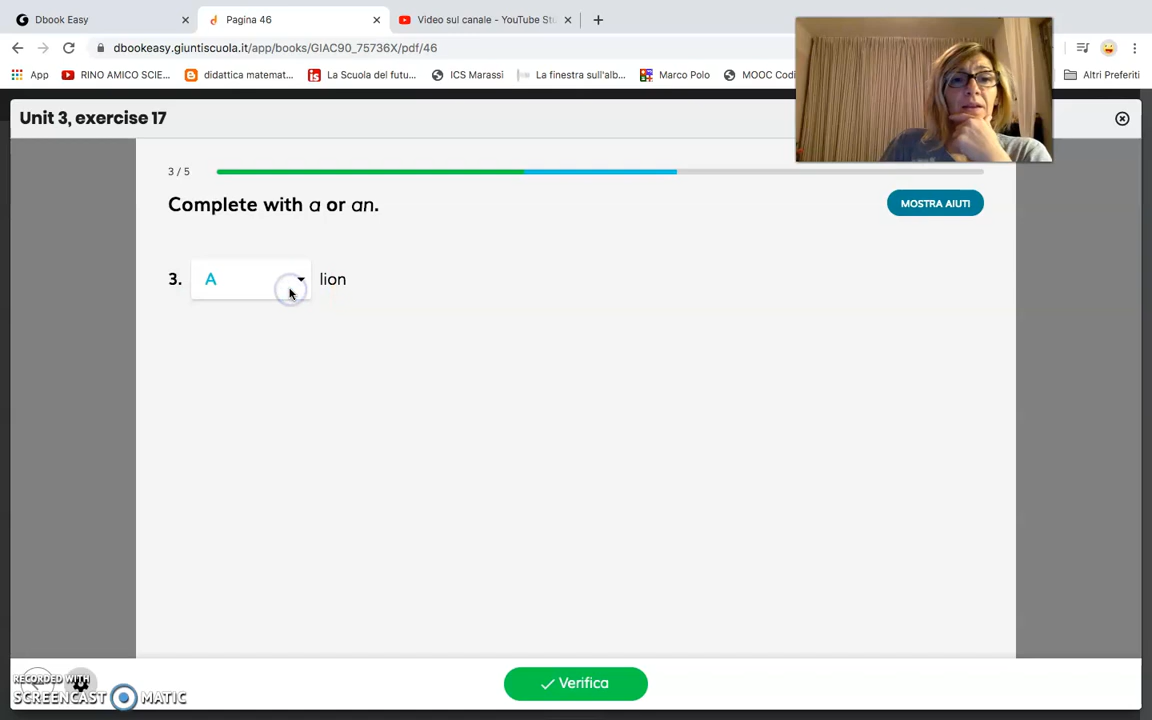 Dbook Easy
Pagina 46
Video sul canale - YouTube Stu
dbookeasy.giuntiscuola.it/app/books/GIAC90_75736X/pdf/46
App
RINO AMICO SCIE...
didattica matemat...
La Scuola del futu...
ICS Marassi
La finestra sull'alb...
Marco Polo
MOOC Codi
Altri Preferiti
Unit 3, exercise 17
3 / 5
Complete with a or an.
MOSTRA AIUTI
3. A lion
Verifica
RECORDED WITH
SCREENCAST MATIC